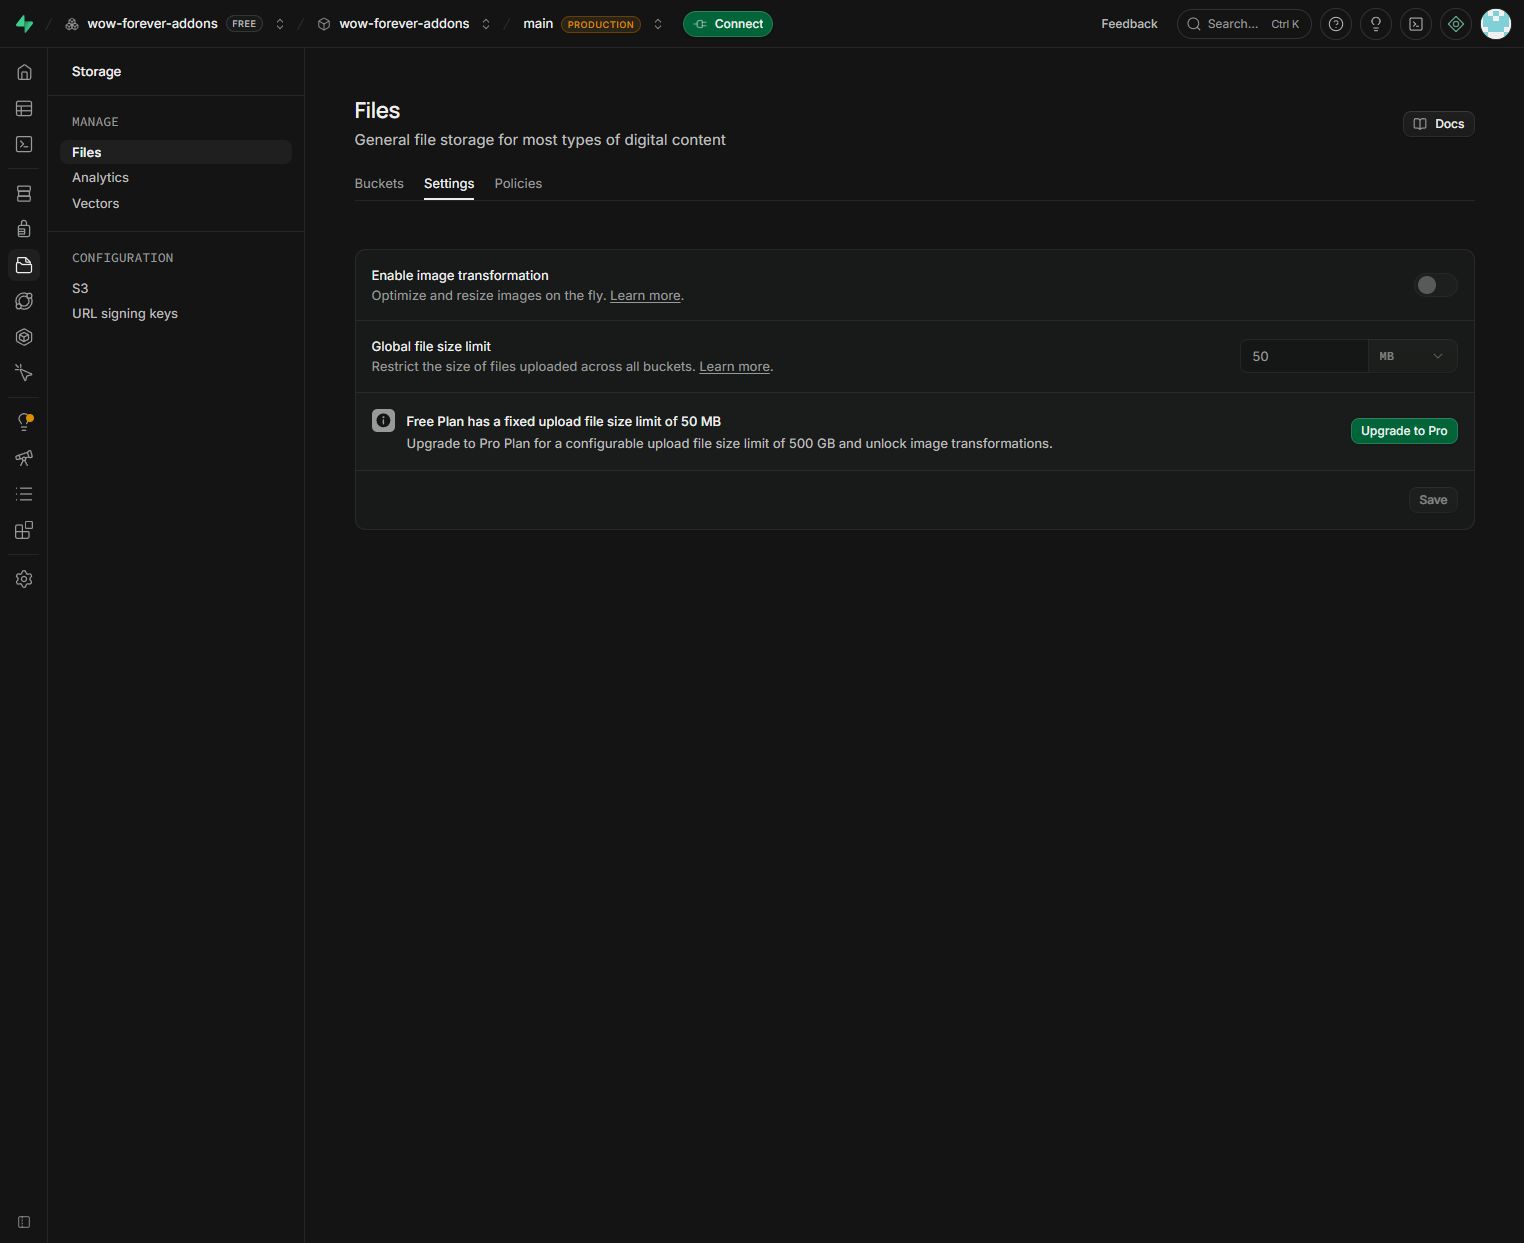 wow-forever-addons FREE wow-forever-addons main PRODUCTION Connect Feedback Search... Ctrl K
Storage
MANAGE
Files
Analytics
Vectors
CONFIGURATION
S3
URL signing keys
Files
General file storage for most types of digital content
Docs
Buckets Settings Policies
Enable image transformation
Optimize and resize images on the fly. Learn more.
Global file size limit
Restrict the size of files uploaded across all buckets. Learn more.
50 MB
Free Plan has a fixed upload file size limit of 50 MB
Upgrade to Pro Plan for a configurable upload file size limit of 500 GB and unlock image transformations.
Upgrade to Pro
Save